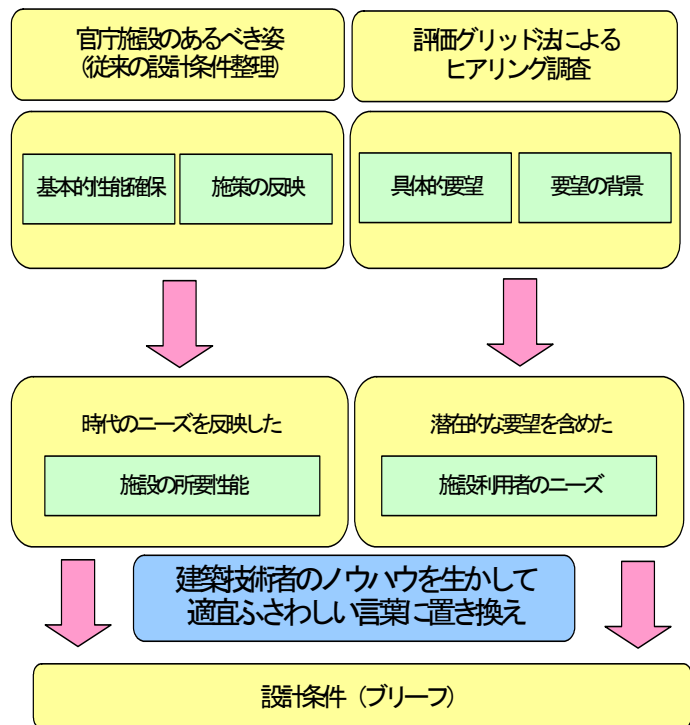 官庁施設のあるべき姿
(従来の設計条件整理)
評価グリッド法による
ヒアリング調査
基本的性能確保
施策の反映
具体的要望
要望の背景
時代のニーズを反映した
施設の所要性能
潜在的な要望を含めた
施設利用者のニーズ
建築技術者のノウハウを生かして
適宜ふさわしい言葉に置き換え
設計条件（ブリーフ）